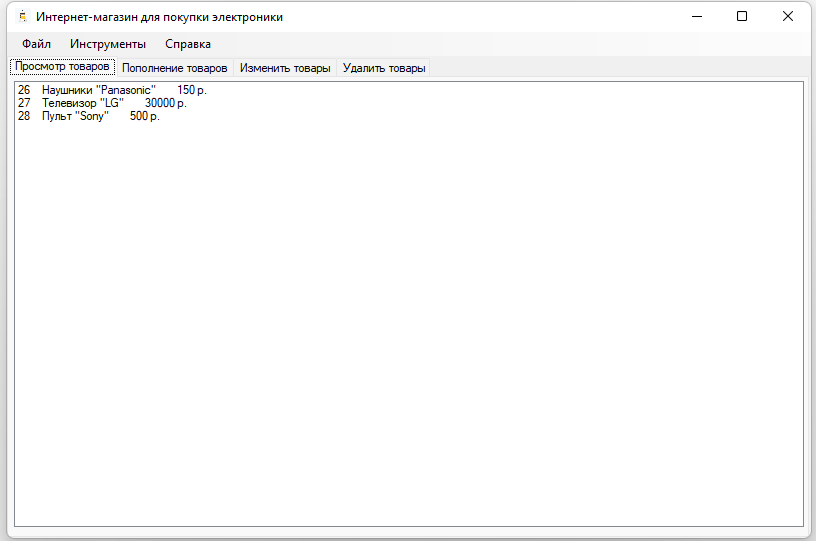 Интернет-магазин для покупки электроники
Файл Инструменты Справка
Просмотр товаров Пополнение товаров Изменить товары Удалить товары
26 Наушники "Panasonic" 150 р.
27 Телевизор "LG" 30000 р.
28 Пульт "Sony" 500 р.